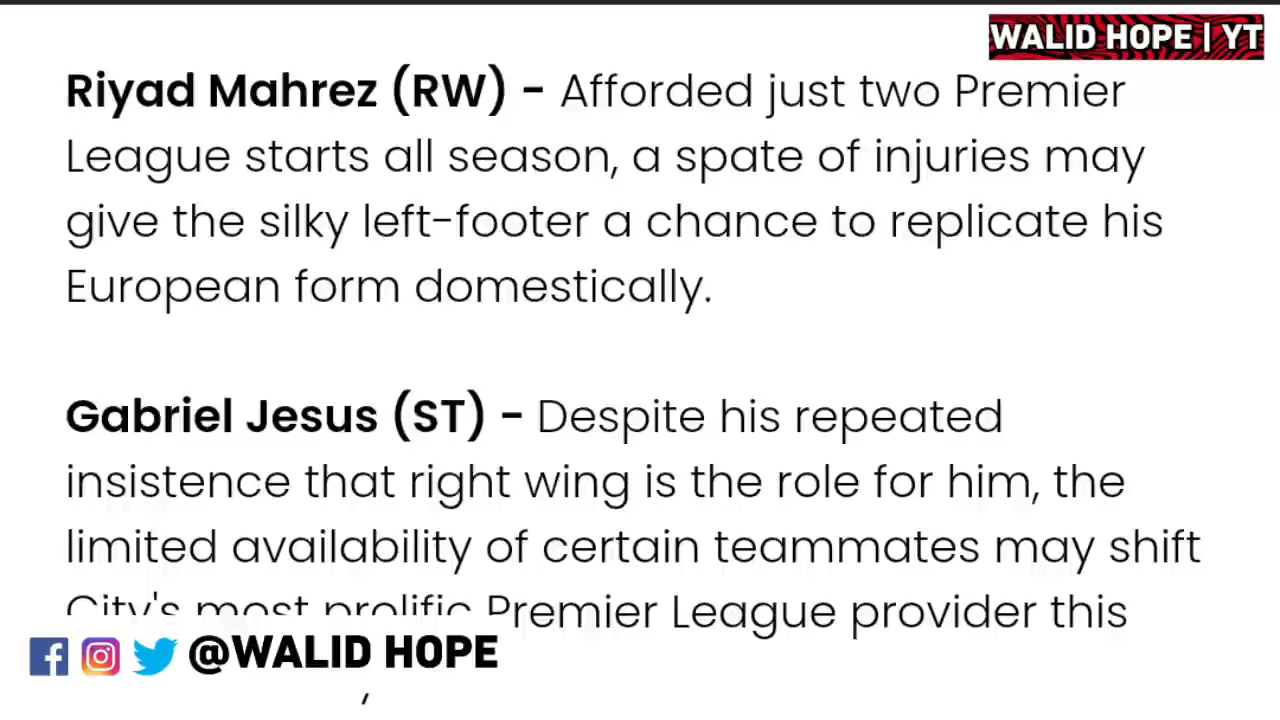 WALID HOPE | YT
Riyad Mahrez (RW) - Afforded just two Premier
League starts all season, a spate of injuries may
give the silky left-footer a chance to replicate his
European form domestically.
Gabriel Jesus (ST) - Despite his repeated
insistence that right wing is the role for him, the
limited availability of certain teammates may shift
City's most prolific Premier League provider this
@WALID HOPE